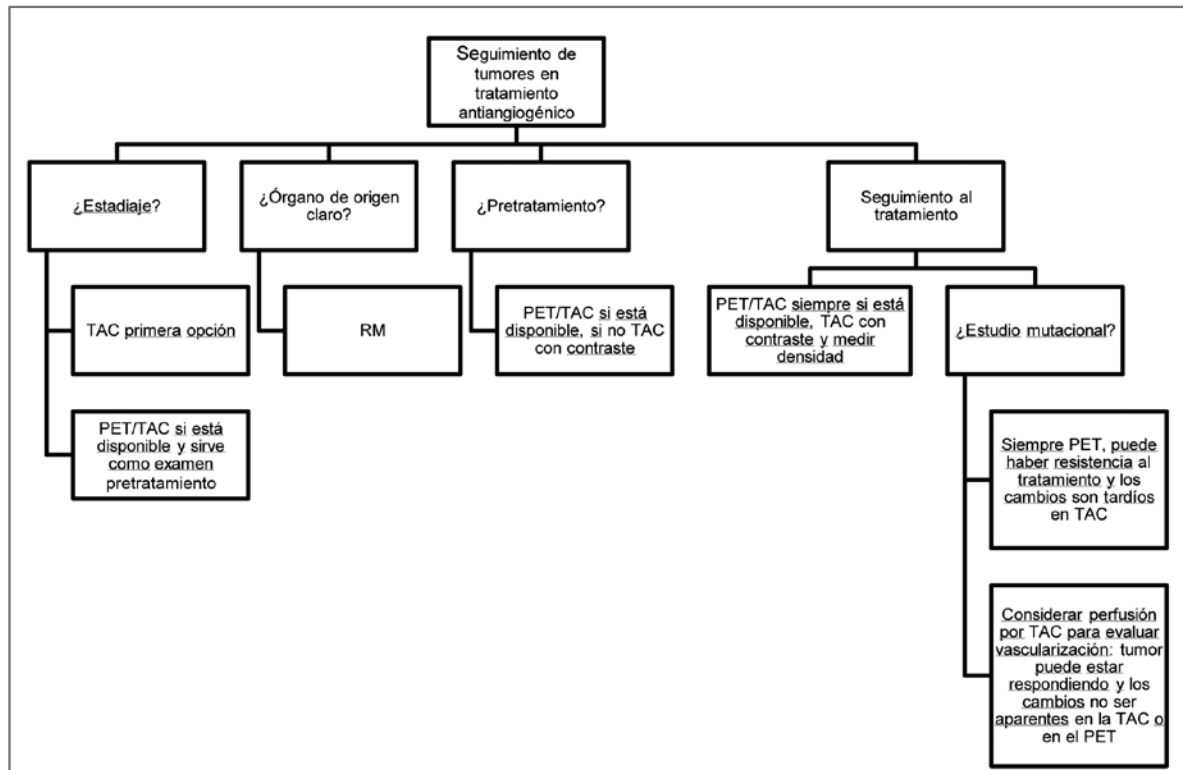 Seguimiento de
tumores en
tratamiento
antiangiogénico
¿Estadiaje?
¿Órgano de origen
claro?
¿Pretratamiento?
Seguimiento al
tratamiento
TAC primera opción
RM
PET/TAC si está
disponible, si no TAC
con contraste
PET/TAC siempre si está
disponible, TAC con
contraste y medir
densidad
¿Estudio mutacional?
PET/TAC si está
disponible y sirve
como examen
pretratamiento
Siempre PET, puede
haber resistencia al
tratamiento y los
cambios son tardíos
en TAC
Considerar perfusión
por TAC para evaluar
vascularización: tumor
puede estar
respondiendo y los
cambios no ser
aparentes en la TAC o
en el PET